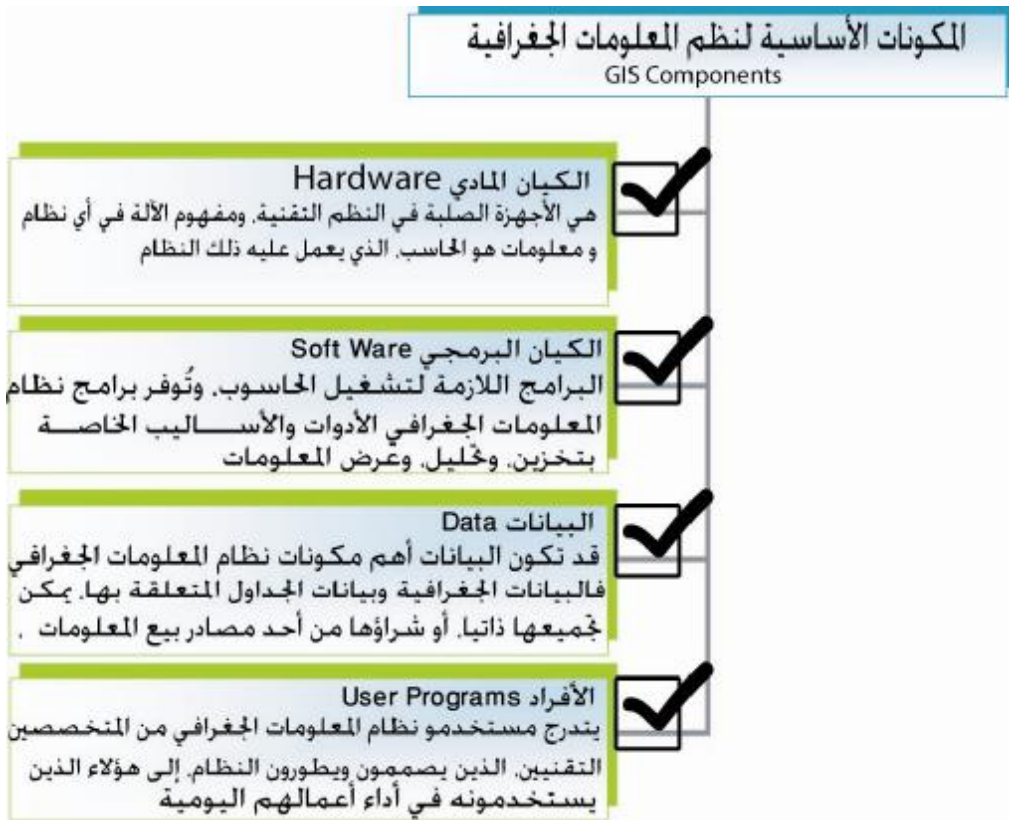 المكونات الأساسية لنظم المعلومات الجغرافية
GIS Components
الكيان المادي Hardware
هي الأجهزة الصلبة في النظم التقنية. ومفهوم الألة في أي نظام
و معلومات هو الحاسب. الذي يعمل عليه ذلك النظام
الكيان البرمجي Soft Ware
البرامج اللازمة لتشغيل الحاسوب. وتُوفر برامج نظام
المعلومات الجغرافي الأدوات والأســـاليب الخاصــة
بتخزين. وتحليل. وعرض المعلومات
البيانات Data
قد تكون البيانات أهم مكونات نظام المعلومات الجغرافي
فالبيانات الجغرافية وبيانات الجداول المتعلقة بها. يمكن
تجميعها ذاتيا. أو شراؤها من أحد مصادر بيع المعلومات .
الأفراد User Programs
يتدرج مستخدمو نظام المعلومات الجغرافي من المتخصصين
التقنيين. الذين يصممون ويطورون النظام. إلى هؤلاء الذين
يستخدمونه في أداء أعمالهم اليومية